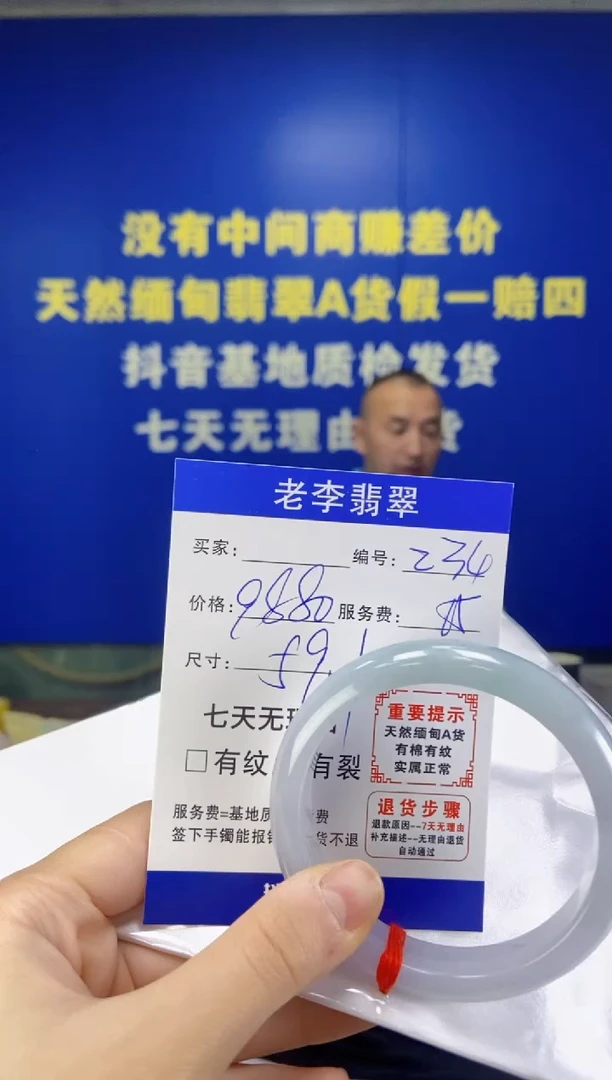 没有中间商赚差价
天然缅甸翡翠A货假一赔四
抖音基地质检发货
七天无理由 货
老李翡翠
买家： 编号：234
价格：9880 服务费：
尺寸：59
七天无理
□有纹 有裂
服务费=基地质 费
签下手镯能报 货不退
重要提示
天然缅甸A货
有棉有纹
实属正常
退货步骤
退款原因--7天无理由
补充描述--无理由退货
自动通过